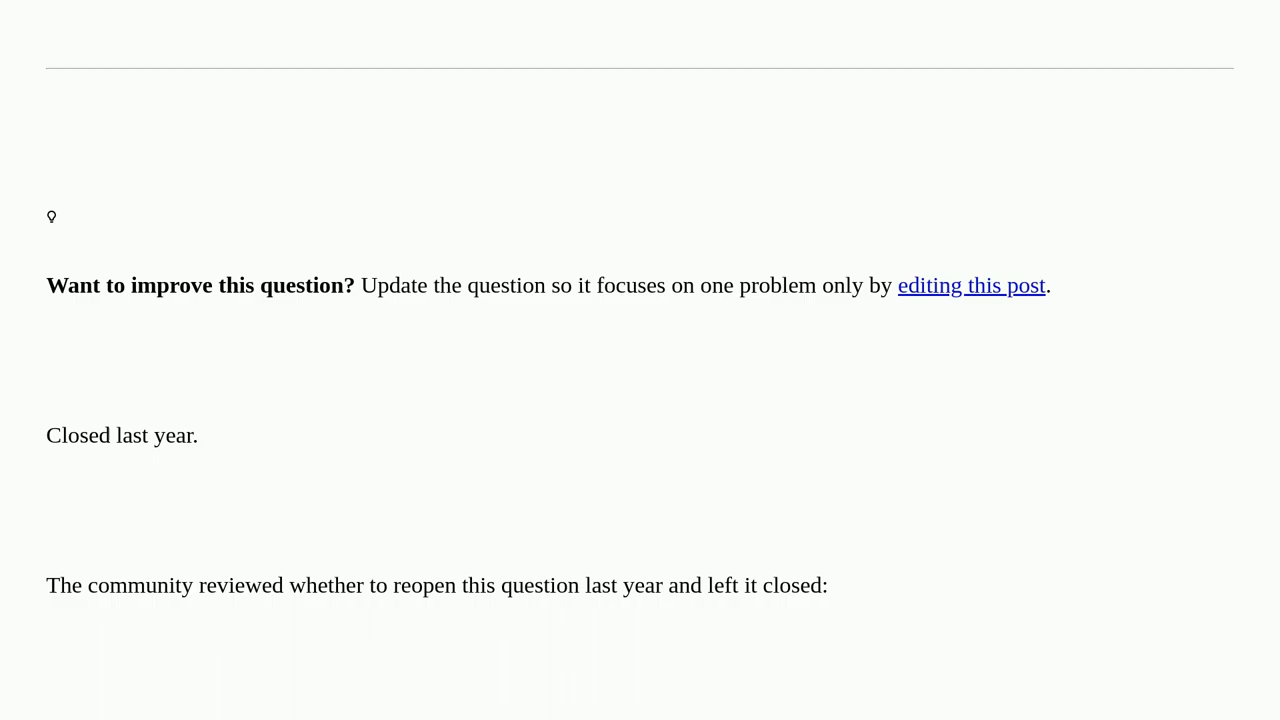 Want to improve this question? Update the question so it focuses on one problem only by editing this post.
Closed last year.
The community reviewed whether to reopen this question last year and left it closed: